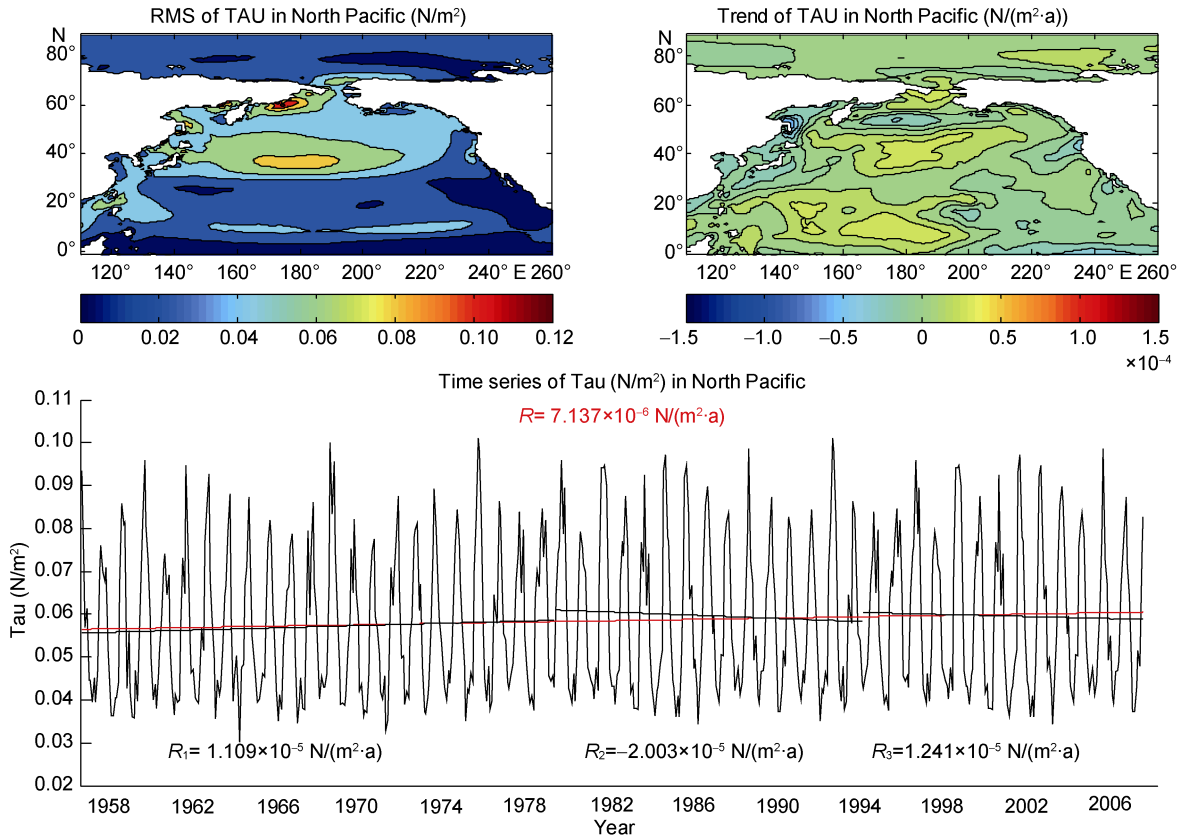 RMS of TAU in North Pacific (N/m²)
N
80°
60°
40°
20°
0°
120° 140° 160° 180° 200° 220° 240° E 260°
0 0.02 0.04 0.06 0.08 0.10 0.12
Trend of TAU in North Pacific (N/(m²·a))
N
80°
60°
40°
20°
0°
120° 140° 160° 180° 200° 220° 240° E 260°
−1.5 −1.0 −0.5 0 0.5 1.0 1.5
×10⁻⁴
Time series of Tau (N/m²) in North Pacific
R= 7.137×10⁻⁶ N/(m²·a)
Tau (N/m²)
0.11
0.10
0.09
0.08
0.07
0.06
0.05
0.04
0.03
0.02
R₁= 1.109×10⁻⁵ N/(m²·a) R₂=−2.003×10⁻⁵ N/(m²·a) R₃=1.241×10⁻⁵ N/(m²·a)
1958 1962 1966 1970 1974 1978 1982 1986 1990 1994 1998 2002 2006
Year